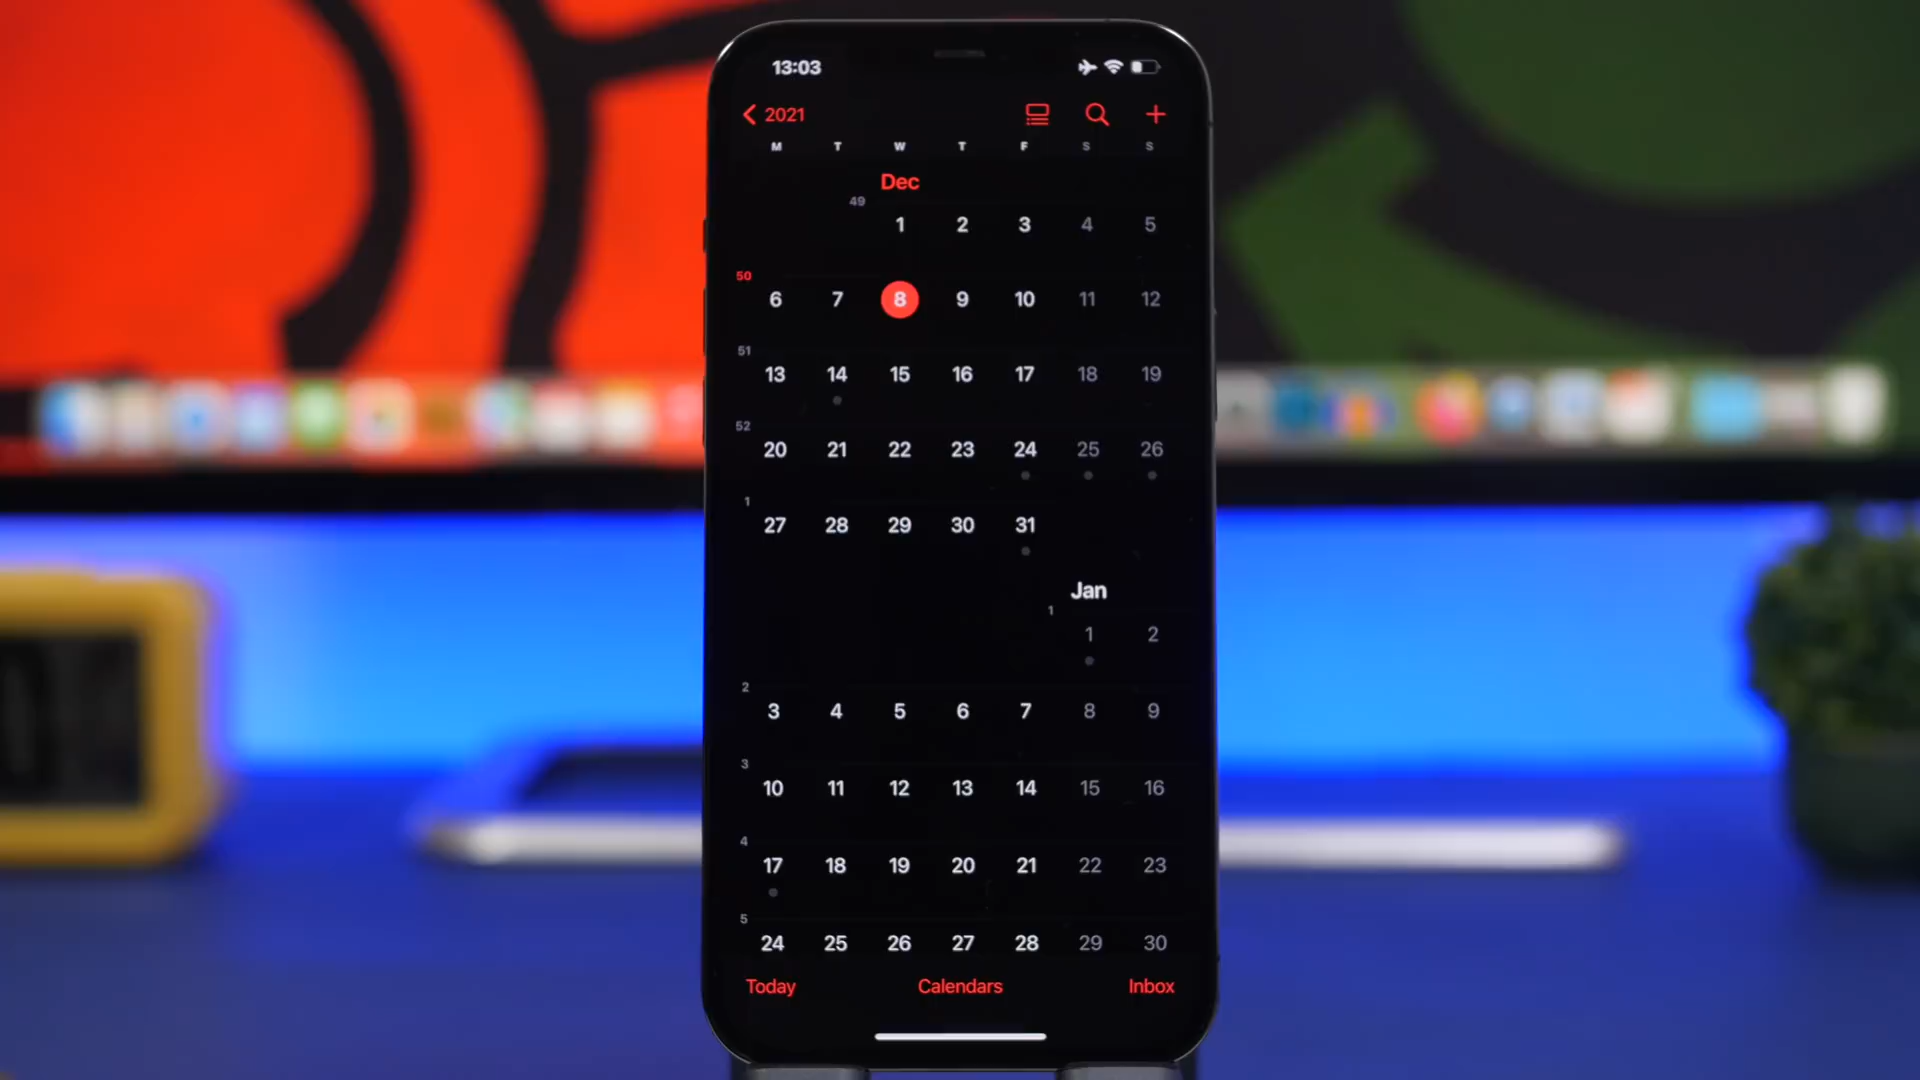 13:03
2021
M T W T F S S
Dec
49
1 2 3 4 5
50
6 7 8 9 10 11 12
51
13 14 15 16 17 18 19
52
20 21 22 23 24 25 26
1
27 28 29 30 31
Jan
1
1 2
2
3 4 5 6 7 8 9
3
10 11 12 13 14 15 16
4
17 18 19 20 21 22 23
5
24 25 26 27 28 29 30
Today Calendars Inbox